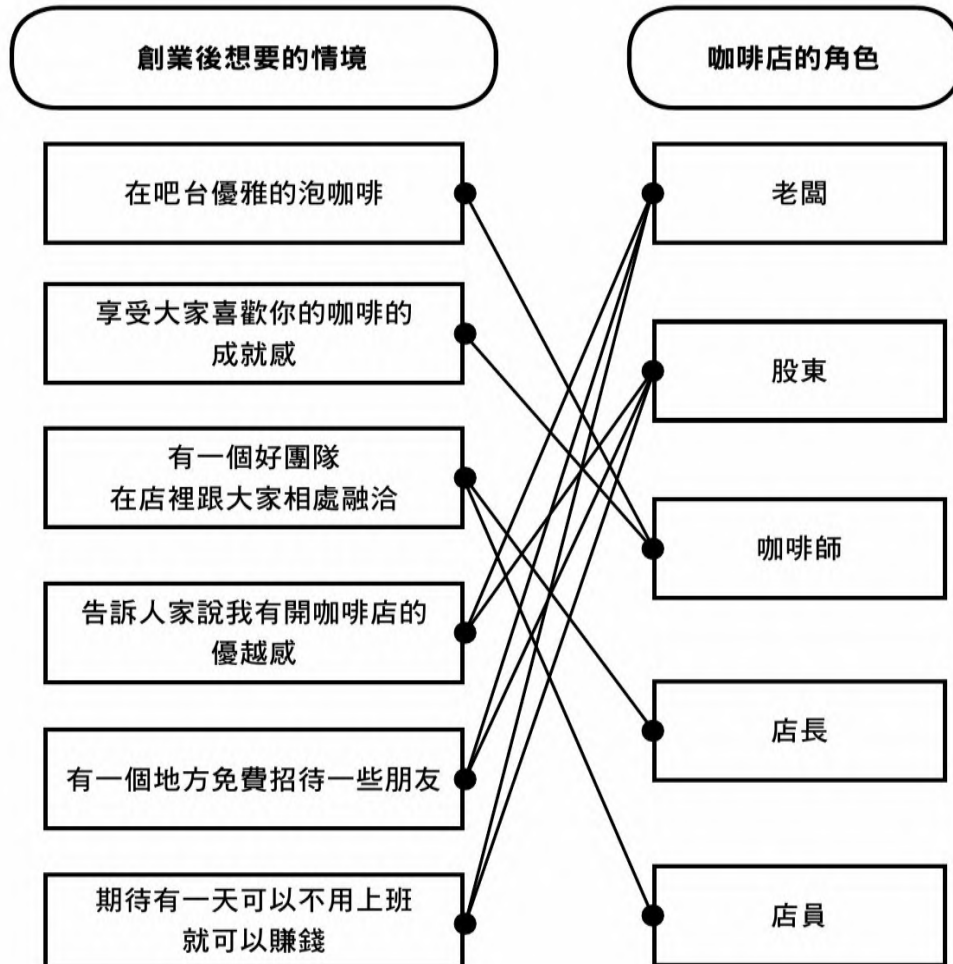 創業後想要的情境
咖啡店的角色
在吧台優雅的泡咖啡
享受大家喜歡你的咖啡的
成就感
有一個好團隊
在店裡跟大家相處融洽
告訴人家說我有開咖啡店的
優越感
有一個地方免費招待一些朋友
期待有一天可以不用上班
就可以賺錢
老闆
股東
咖啡師
店長
店員